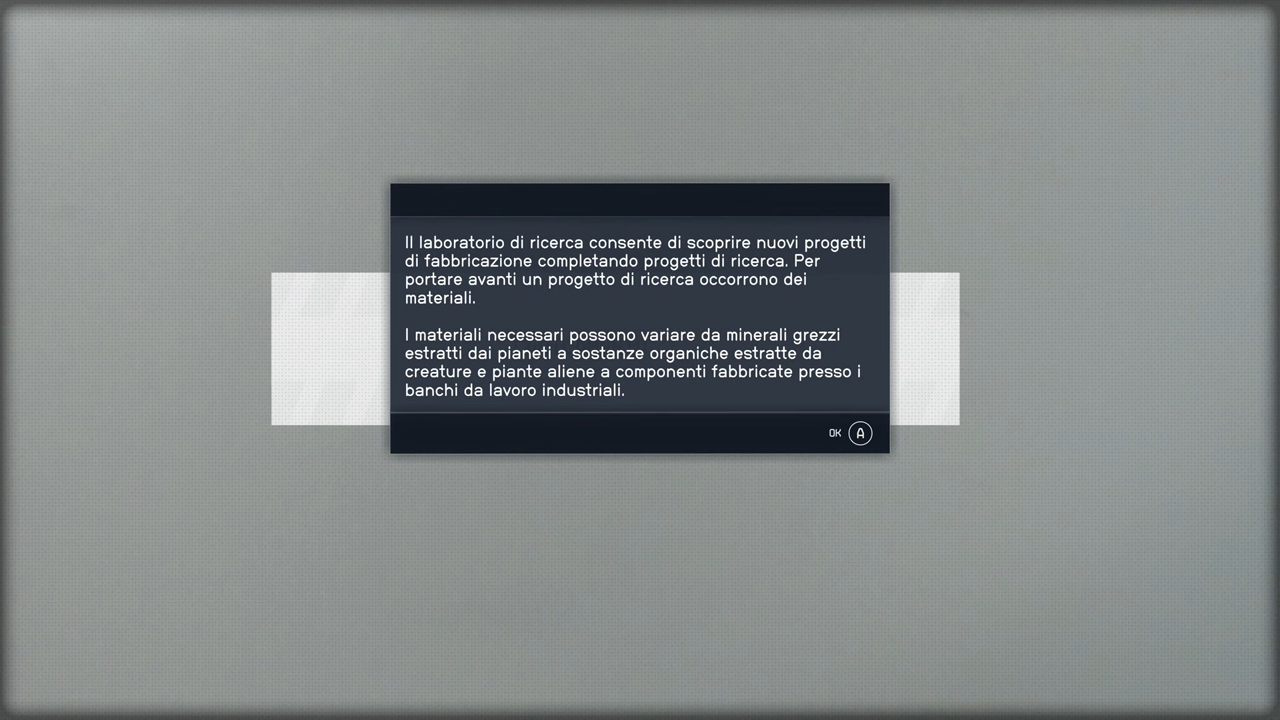 Il laboratorio di ricerca consente di scoprire nuovi progetti
di fabbricazione completando progetti di ricerca. Per
portare avanti un progetto di ricerca occorrono dei
materiali.
I materiali necessari possono variare da minerali grezzi
estratti dai pianeti a sostanze organiche estratte da
creature e piante aliene a componenti fabbricate presso i
banchi da lavoro industriali.
OK A